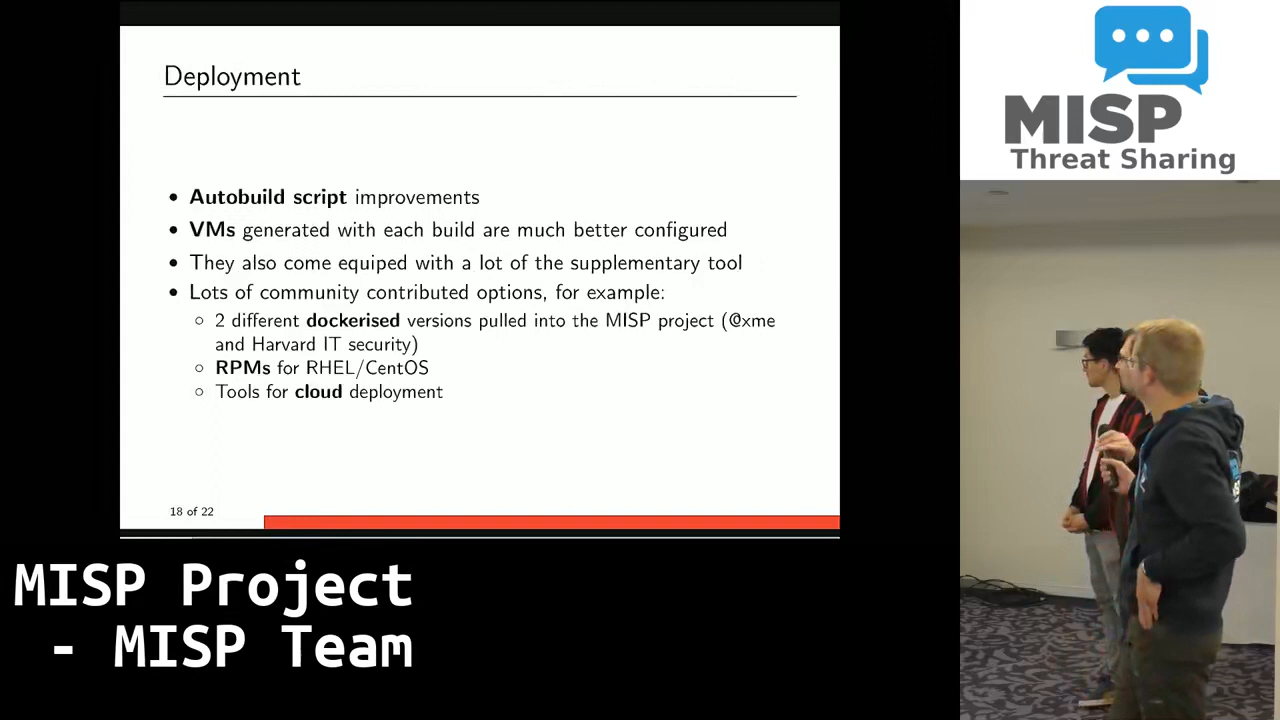 Deployment
• Autobuild script improvements
• VMs generated with each build are much better configured
• They also come equiped with a lot of the supplementary tool
• Lots of community contributed options, for example:
◦ 2 different dockerised versions pulled into the MISP project (@xme
and Harvard IT security)
◦ RPMs for RHEL/CentOS
◦ Tools for cloud deployment
18 of 22
MISP
Threat Sharing
MISP Project
- MISP Team